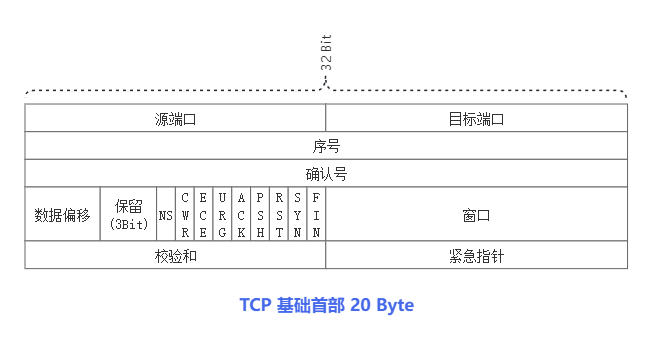 32 Bit
源端口 目标端口
序号
确认号
数据偏移 保留 (3Bit) NS CWR ECE URG ACK PSH RST SYN FIN 窗口
校验和 紧急指针
TCP 基础首部 20 Byte